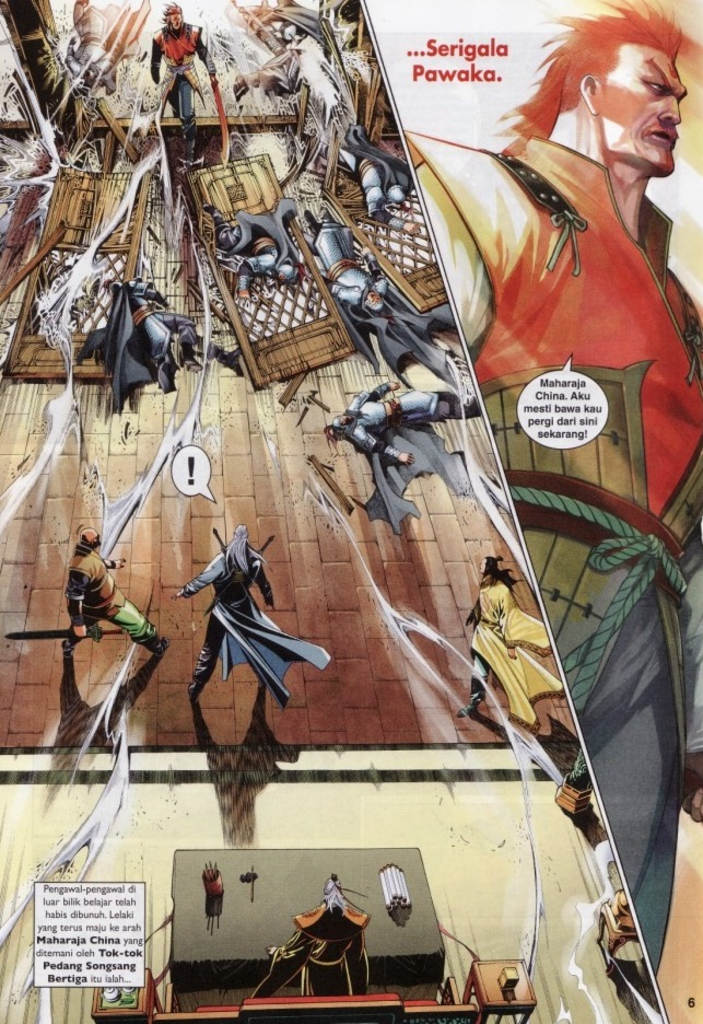 !
Pengawal-pengawal di
luar bilik belajar telah
habis dibunuh. Lelaki
yang terus maju ke arah
Maharaja China yang
ditemani oleh Tok-tok
Pedang Songsang
Bertiga itu ialah...
...Serigala
Pawaka.
Maharaja
China. Aku
mesti bawa kau
pergi dari sini
sekarang!
6